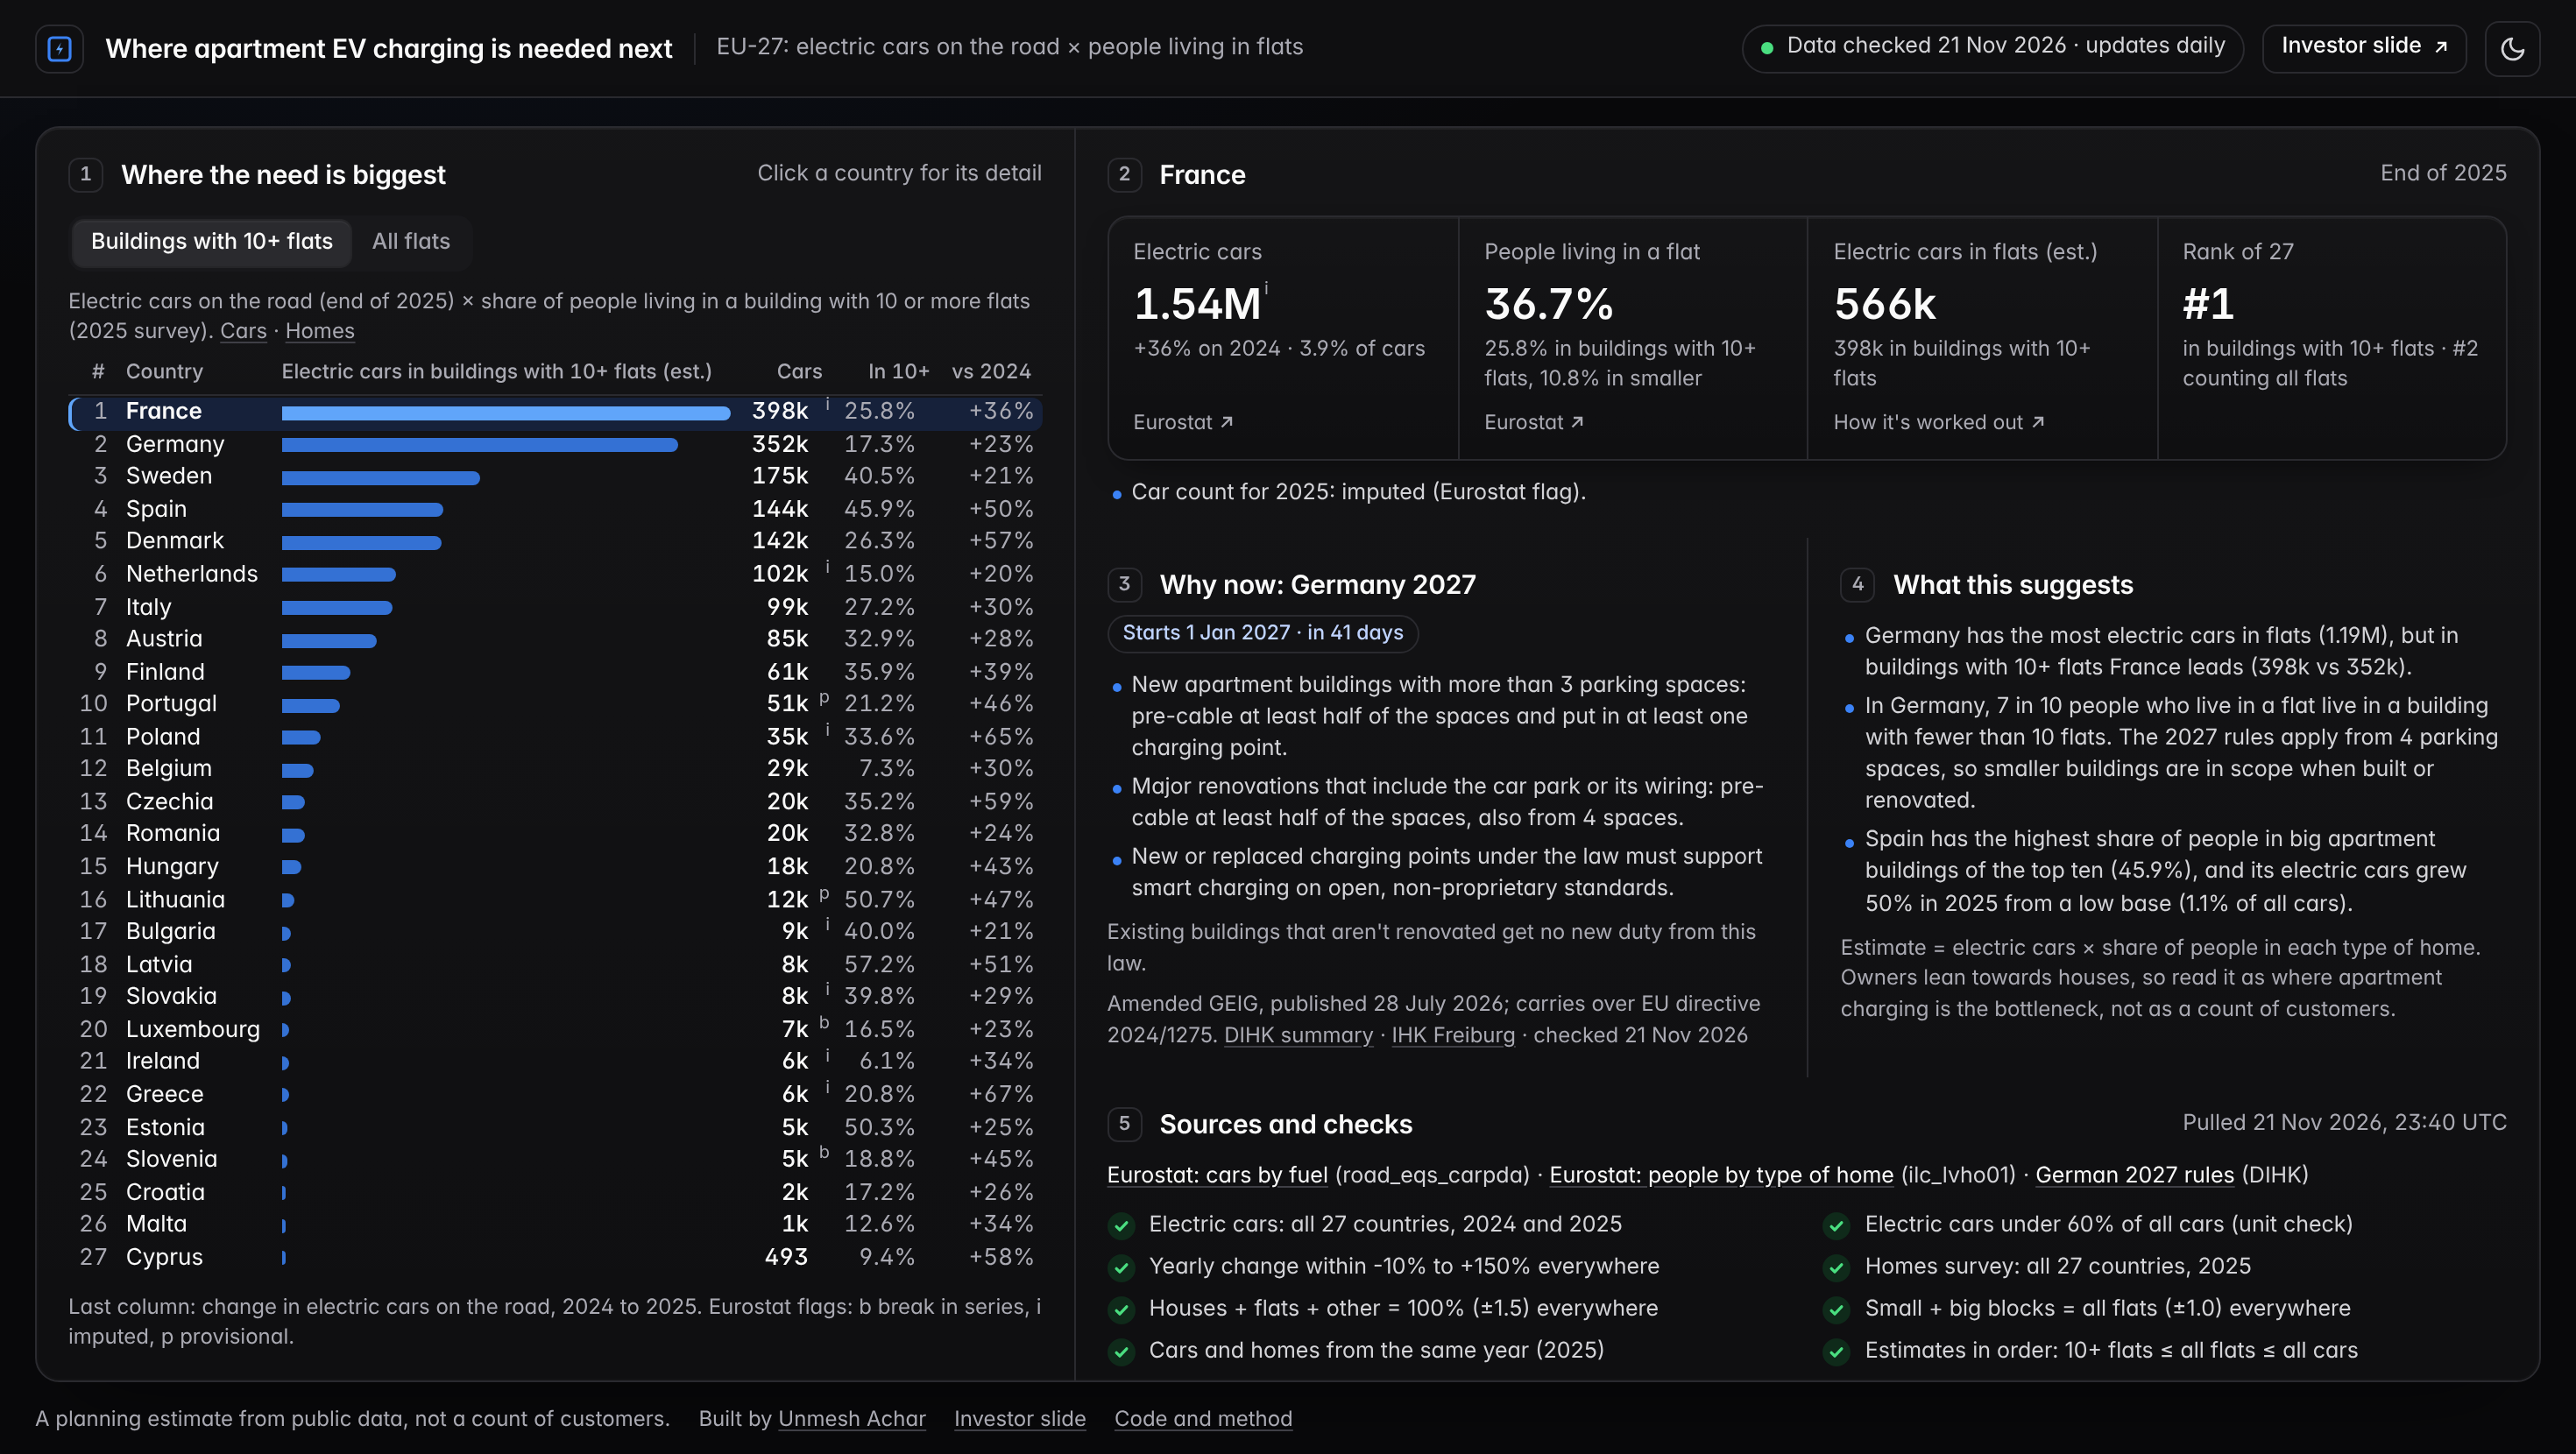 Where apartment EV charging is needed next
EU-27: electric cars on the road × people living in flats
Data checked 21 Nov 2026 · updates daily
Investor slide ↗
1 Where the need is biggest
Click a country for its detail
Buildings with 10+ flats
All flats
Electric cars on the road (end of 2025) × share of people living in a building with 10 or more flats
(2025 survey). Cars · Homes
# Country Electric cars in buildings with 10+ flats (est.) Cars In 10+ vs 2024
1 France 398k i 25.8% +36%
2 Germany 352k 17.3% +23%
3 Sweden 175k 40.5% +21%
4 Spain 144k 45.9% +50%
5 Denmark 142k 26.3% +57%
6 Netherlands 102k i 15.0% +20%
7 Italy 99k 27.2% +30%
8 Austria 85k 32.9% +28%
9 Finland 61k 35.9% +39%
10 Portugal 51k p 21.2% +46%
11 Poland 35k i 33.6% +65%
12 Belgium 29k 7.3% +30%
13 Czechia 20k 35.2% +59%
14 Romania 20k 32.8% +24%
15 Hungary 18k 20.8% +43%
16 Lithuania 12k p 50.7% +47%
17 Bulgaria 9k i 40.0% +21%
18 Latvia 8k 57.2% +51%
19 Slovakia 8k i 39.8% +29%
20 Luxembourg 7k b 16.5% +23%
21 Ireland 6k i 6.1% +34%
22 Greece 6k i 20.8% +67%
23 Estonia 5k 50.3% +25%
24 Slovenia 5k b 18.8% +45%
25 Croatia 2k 17.2% +26%
26 Malta 1k 12.6% +34%
27 Cyprus 493 9.4% +58%
Last column: change in electric cars on the road, 2024 to 2025. Eurostat flags: b break in series, i
imputed, p provisional.
2 France
End of 2025
Electric cars
1.54M i
+36% on 2024 · 3.9% of cars
Eurostat ↗
People living in a flat
36.7%
25.8% in buildings with 10+
flats, 10.8% in smaller
Eurostat ↗
Electric cars in flats (est.)
566k
398k in buildings with 10+
flats
How it's worked out ↗
Rank of 27
#1
in buildings with 10+ flats · #2
counting all flats
Car count for 2025: imputed (Eurostat flag).
3 Why now: Germany 2027
Starts 1 Jan 2027 · in 41 days
New apartment buildings with more than 3 parking spaces:
pre-cable at least half of the spaces and put in at least one
charging point.
Major renovations that include the car park or its wiring: pre-
cable at least half of the spaces, also from 4 spaces.
New or replaced charging points under the law must support
smart charging on open, non-proprietary standards.
Existing buildings that aren't renovated get no new duty from this
law.
Amended GEIG, published 28 July 2026; carries over EU directive
2024/1275. DIHK summary · IHK Freiburg · checked 21 Nov 2026
4 What this suggests
Germany has the most electric cars in flats (1.19M), but in
buildings with 10+ flats France leads (398k vs 352k).
In Germany, 7 in 10 people who live in a flat live in a building
with fewer than 10 flats. The 2027 rules apply from 4 parking
spaces, so smaller buildings are in scope when built or
renovated.
Spain has the highest share of people in big apartment
buildings of the top ten (45.9%), and its electric cars grew
50% in 2025 from a low base (1.1% of all cars).
Estimate = electric cars × share of people in each type of home.
Owners lean towards houses, so read it as where apartment
charging is the bottleneck, not as a count of customers.
5 Sources and checks
Pulled 21 Nov 2026, 23:40 UTC
Eurostat: cars by fuel (road_eqs_carpda) · Eurostat: people by type of home (ilc_lvho01) · German 2027 rules (DIHK)
Electric cars: all 27 countries, 2024 and 2025
Electric cars under 60% of all cars (unit check)
Yearly change within -10% to +150% everywhere
Homes survey: all 27 countries, 2025
Houses + flats + other = 100% (±1.5) everywhere
Small + big blocks = all flats (±1.0) everywhere
Cars and homes from the same year (2025)
Estimates in order: 10+ flats ≤ all flats ≤ all cars
A planning estimate from public data, not a count of customers.
Built by Unmesh Achar
Investor slide
Code and method